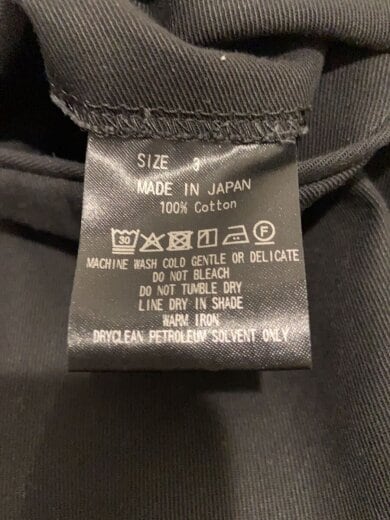 SIZE 3
MADE IN JAPAN
100% Cotton
30 F
MACHINE WASH COLD GENTLE OR DELICATE
DO NOT BLEACH
DO NOT TUMBLE DRY
LINE DRY IN SHADE
WARM IRON
DRYCLEAN PETROLEUM SOLVENT ONLY